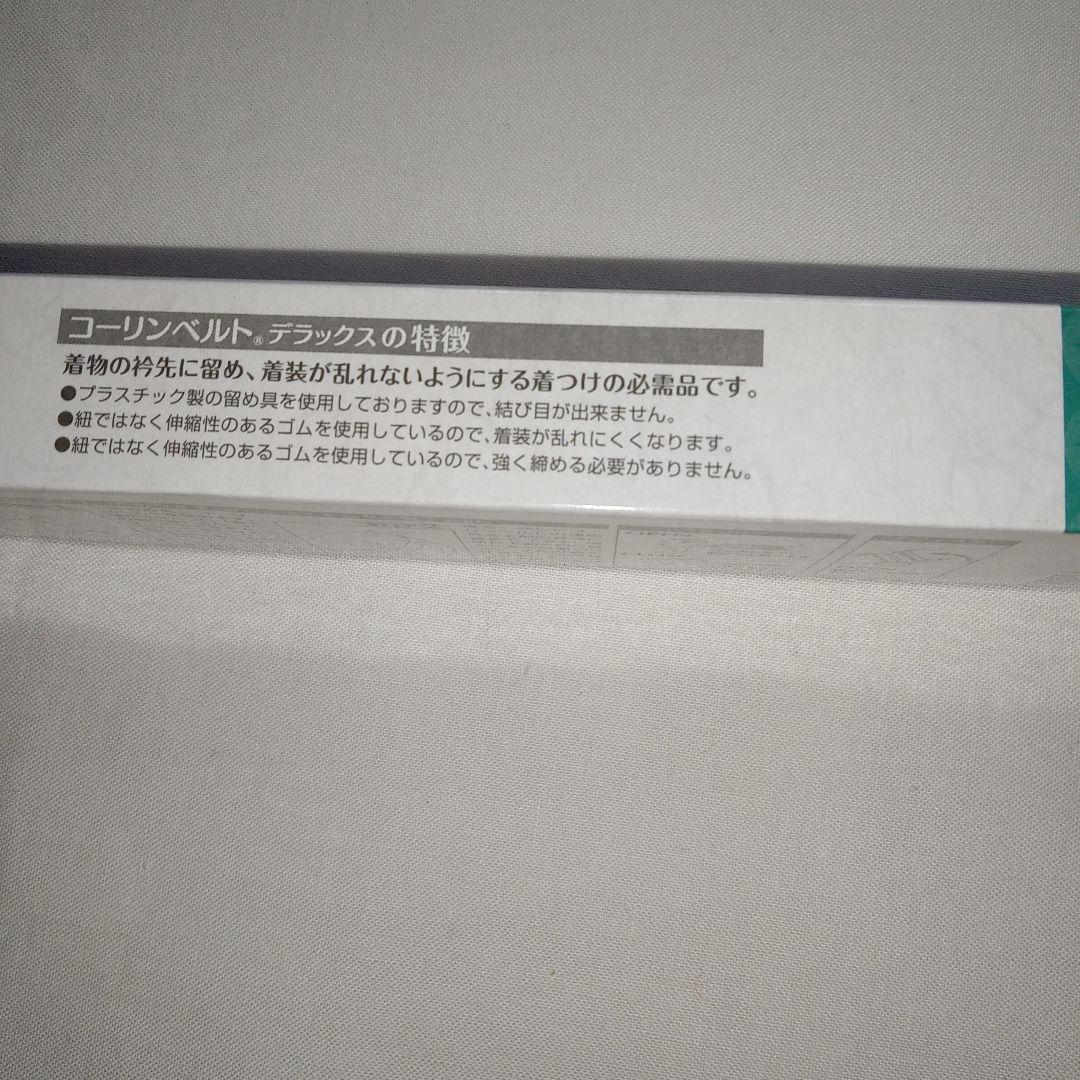 コーリンベルト®デラックスの特徴
着物の衿先に留め、着装が乱れないようにする着つけの必需品です。
●プラスチック製の留め具を使用しておりますので、結び目が出来ません。
●紐ではなく伸縮性のあるゴムを使用しているので、着装が乱れにくくなります。
●紐ではなく伸縮性のあるゴムを使用しているので、強く締める必要がありません。
OPEN